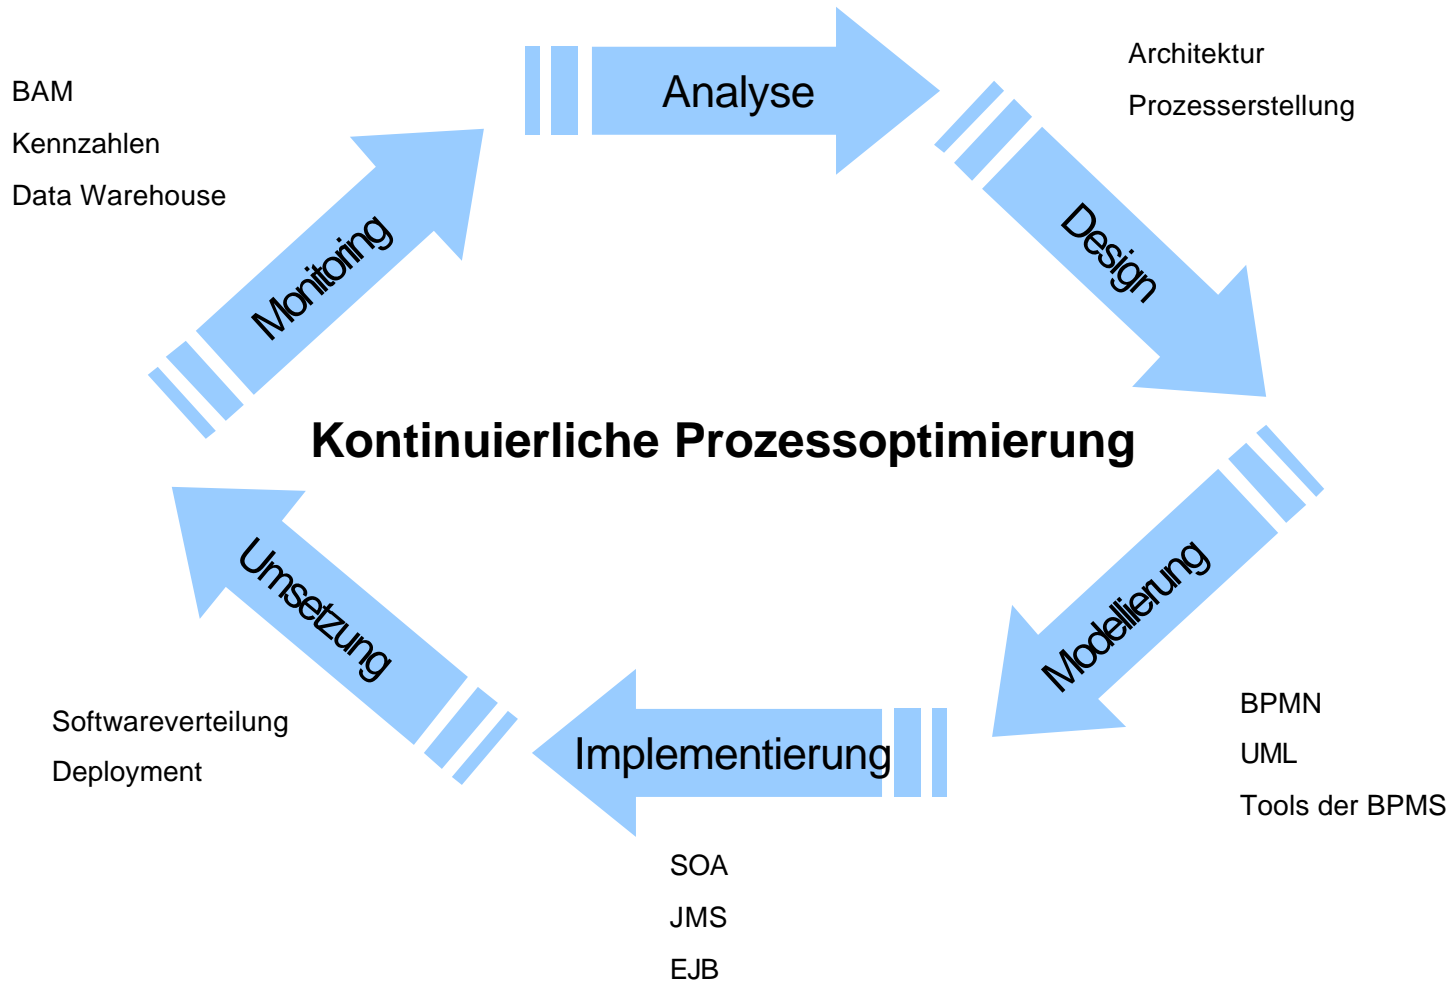 Analyse
Architektur
Prozesserstellung
BAM
Kennzahlen
Data Warehouse
Monitoring
Design
Kontinuierliche Prozessoptimierung
Umsetzung
Modellierung
Softwareverteilung
Deployment
Implementierung
BPMN
UML
Tools der BPMS
SOA
JMS
EJB